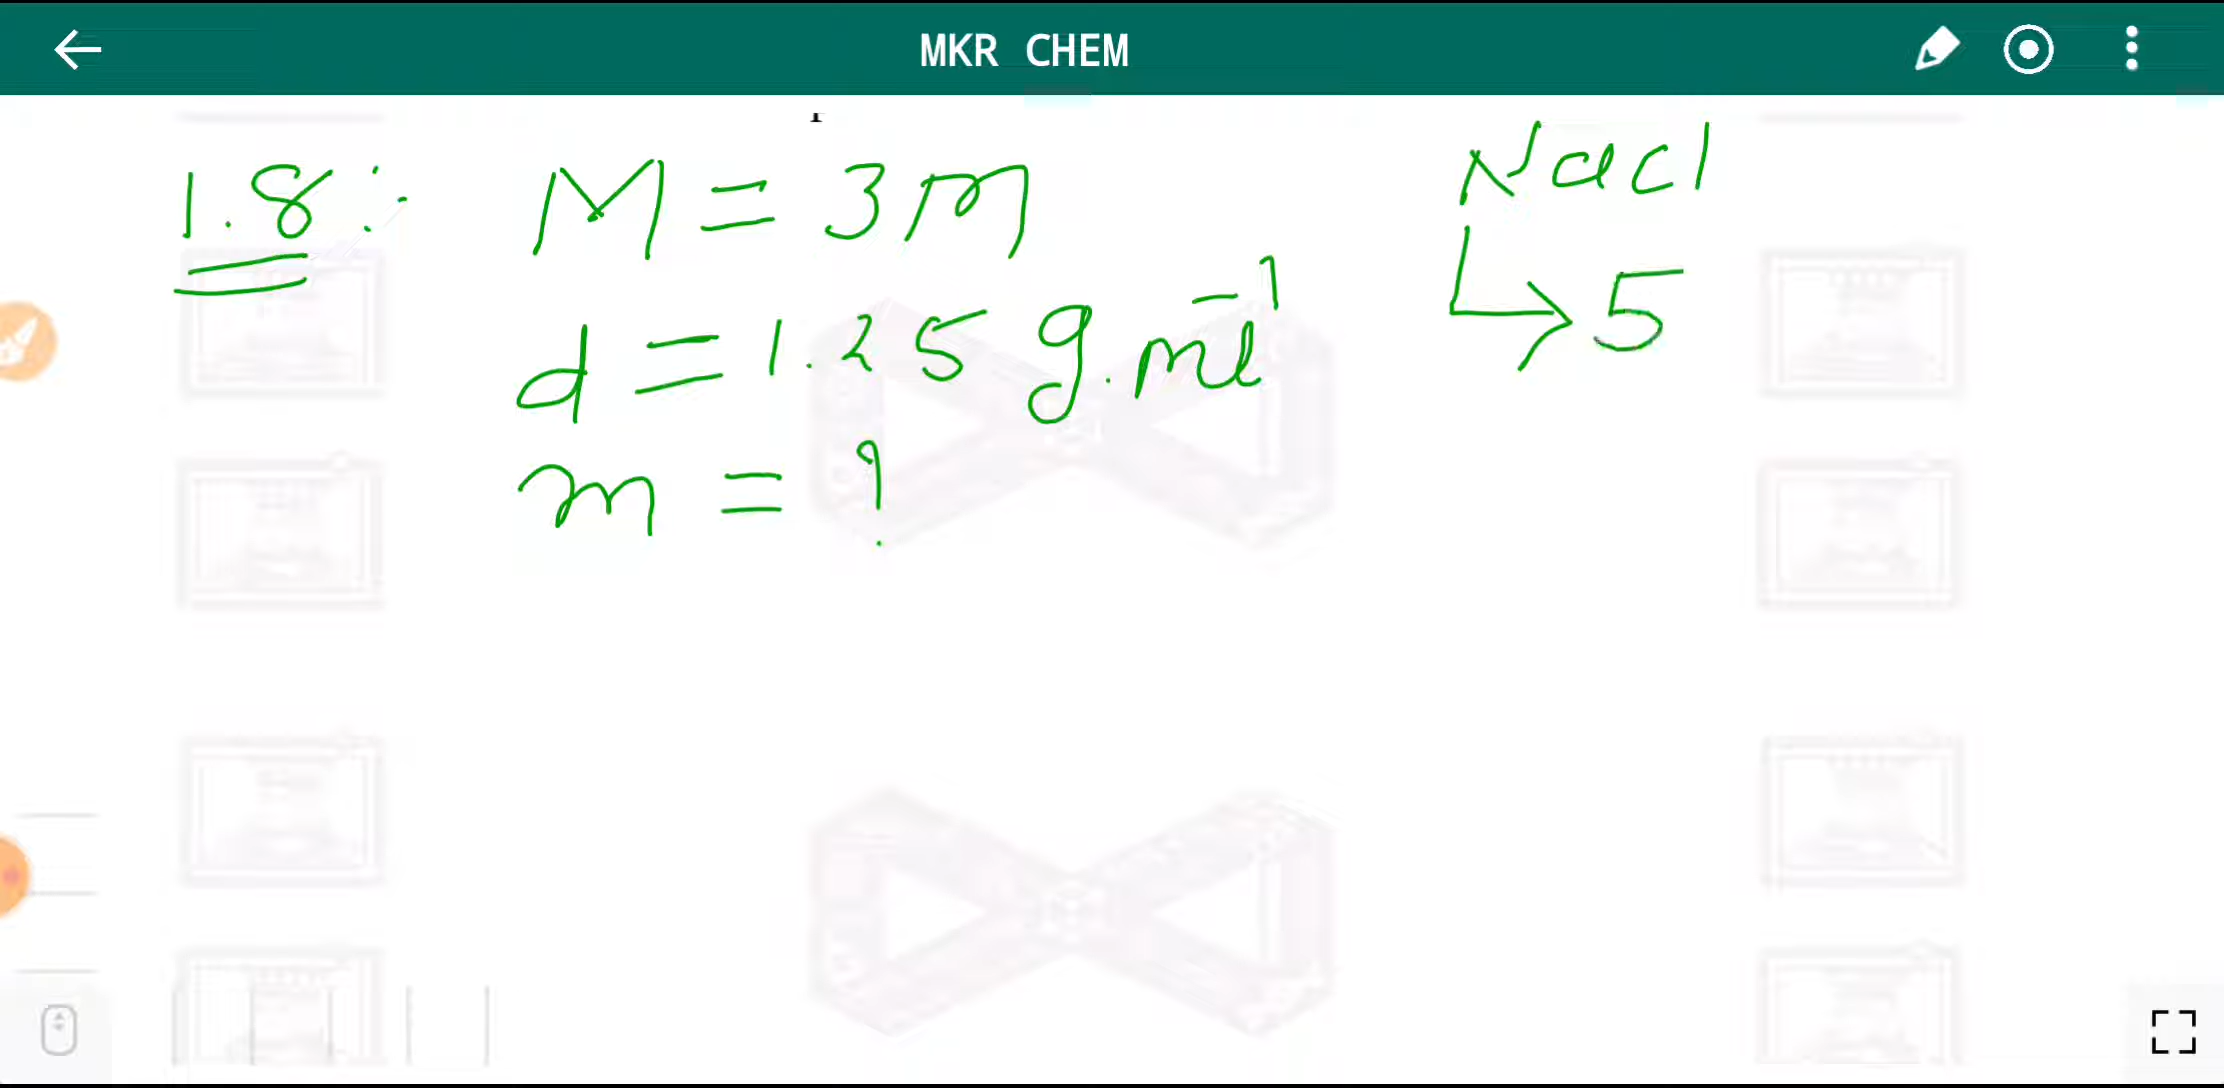 MKR CHEM
1.8: M = 3M
d = 1.25 g.ml⁻¹
m = ?
Nacl
↳ 5